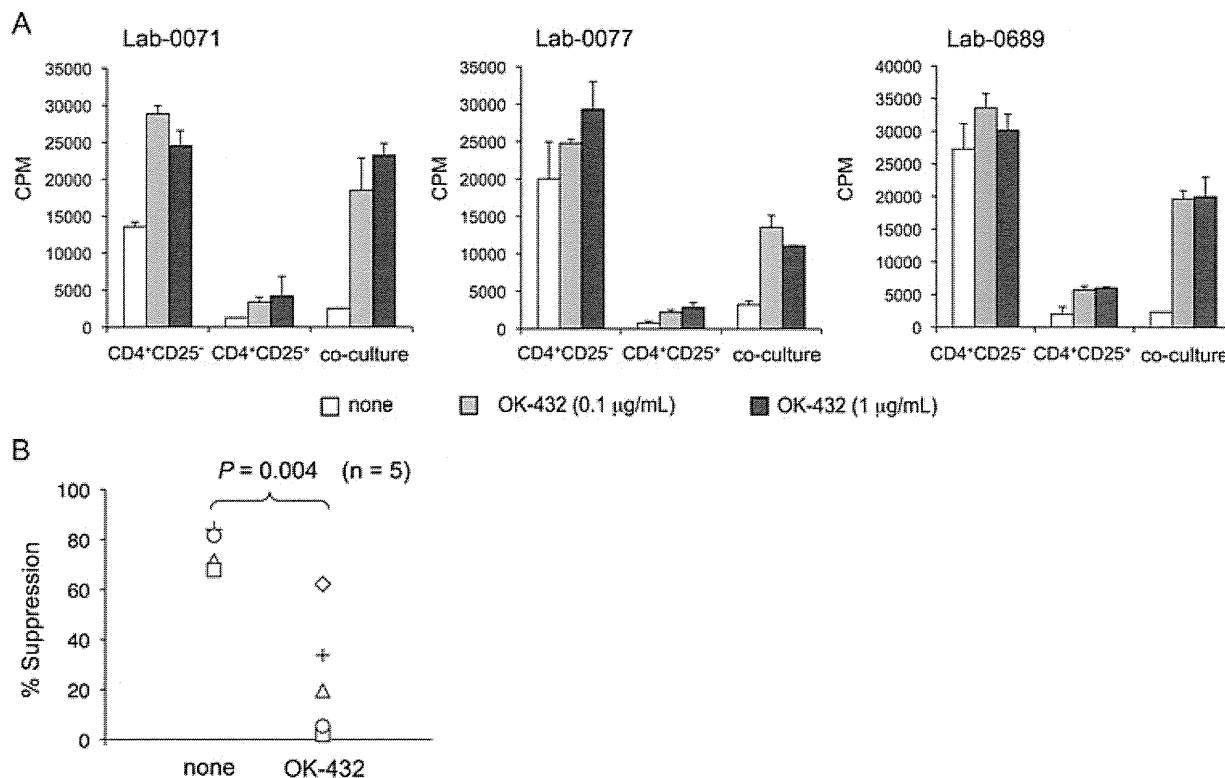 A
Lab-0071
Lab-0077
Lab-0689
CPM
35000
30000
25000
20000
15000
10000
5000
0
CD4⁺CD25⁻ CD4⁺CD25⁺ co-culture
CPM
35000
30000
25000
20000
15000
10000
5000
0
CD4⁺CD25⁻ CD4⁺CD25⁺ co-culture
CPM
40000
35000
30000
25000
20000
15000
10000
5000
0
CD4⁺CD25⁻ CD4⁺CD25⁺ co-culture
none OK-432 (0.1 µg/mL) OK-432 (1 µg/mL)
B
P = 0.004 (n = 5)
% Suppression
100
80
60
40
20
0
none OK-432